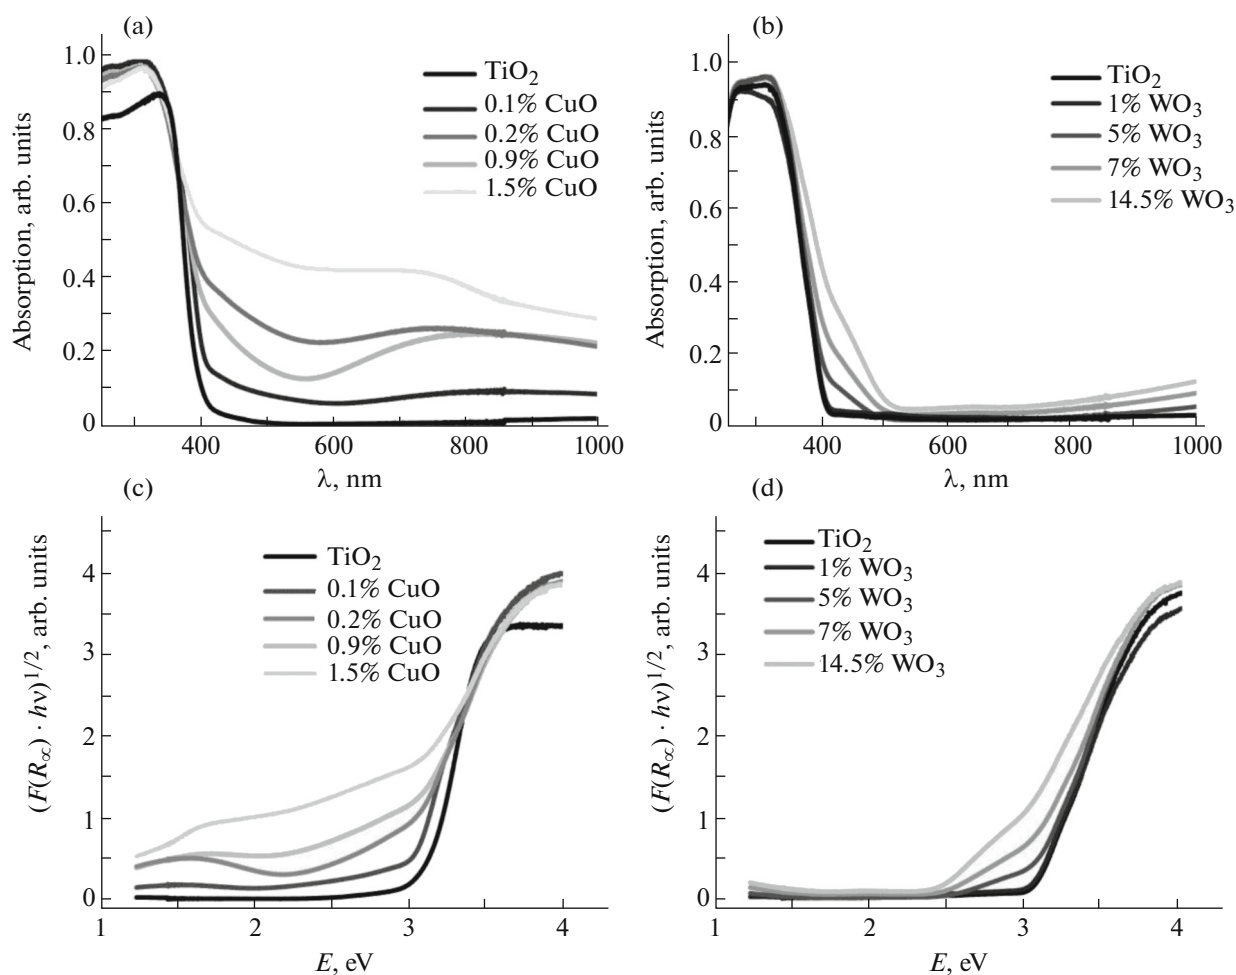 (a)
Absorption, arb. units
1.0
0.8
0.6
0.4
0.2
0
400
600
800
1000
λ, nm
TiO₂
0.1% CuO
0.2% CuO
0.9% CuO
1.5% CuO
(b)
Absorption, arb. units
1.0
0.8
0.6
0.4
0.2
0
400
600
800
1000
λ, nm
TiO₂
1% WO₃
5% WO₃
7% WO₃
14.5% WO₃
(c)
(F(R∝) · hν)¹/², arb. units
4
3
2
1
0
1
2
3
4
E, eV
TiO₂
0.1% CuO
0.2% CuO
0.9% CuO
1.5% CuO
(d)
(F(R∝) · hν)¹/², arb. units
4
3
2
1
0
1
2
3
4
E, eV
TiO₂
1% WO₃
5% WO₃
7% WO₃
14.5% WO₃